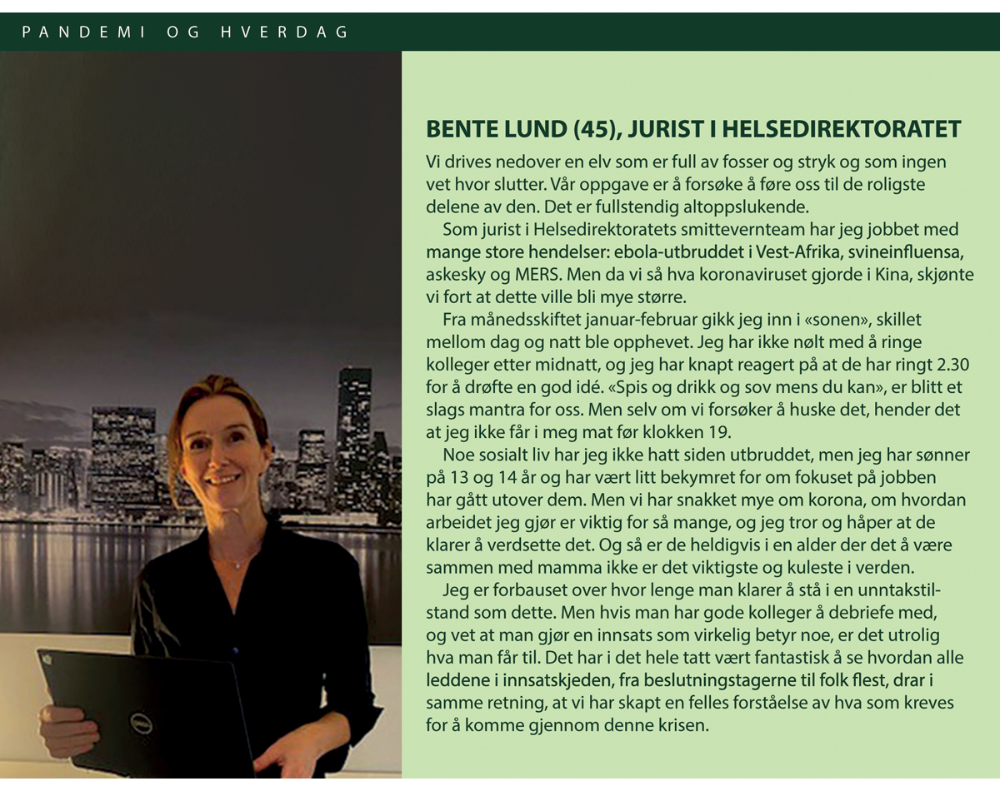 PANDEMI OG HVERDAG
BENTE LUND (45), JURIST I HELSEDIREKTORATET
Vi drives nedover en elv som er full av fosser og stryk og som ingen
vet hvor slutter. Vår oppgave er å forsøke å føre oss til de roligste
delene av den. Det er fullstendig altoppslukende.
Som jurist i Helsedirektoratets smittevernteam har jeg jobbet med
mange store hendelser: ebola-utbruddet i Vest-Afrika, svineinfluensa,
askesky og MERS. Men da vi så hva koronaviruset gjorde i Kina, skjønte
vi fort at dette ville bli mye større.
Fra månedsskiftet januar-februar gikk jeg inn i «sonen», skillet
mellom dag og natt ble opphevet. Jeg har ikke nølt med å ringe
kolleger etter midnatt, og jeg har knapt reagert på at de har ringt 2.30
for å drøfte en god idé. «Spis og drikk og sov mens du kan», er blitt et
slags mantra for oss. Men selv om vi forsøker å huske det, hender det
at jeg ikke får i meg mat før klokken 19.
Noe sosialt liv har jeg ikke hatt siden utbruddet, men jeg har sønner
på 13 og 14 år og har vært litt bekymret for om fokuset på jobben
har gått utover dem. Men vi har snakket mye om korona, om hvordan
arbeidet jeg gjør er viktig for så mange, og jeg tror og håper at de
klarer å verdsette det. Og så er de heldigvis i en alder der det å være
sammen med mamma ikke er det viktigste og kuleste i verden.
Jeg er forbauset over hvor lenge man klarer å stå i en unntakstil-
stand som dette. Men hvis man har gode kolleger å debriefe med,
og vet at man gjør en innsats som virkelig betyr noe, er det utrolig
hva man får til. Det har i det hele tatt vært fantastisk å se hvordan alle
leddene i innsatskjeden, fra beslutningstagerne til folk flest, drar i
samme retning, at vi har skapt en felles forståelse av hva som kreves
for å komme gjennom denne krisen.
DELL